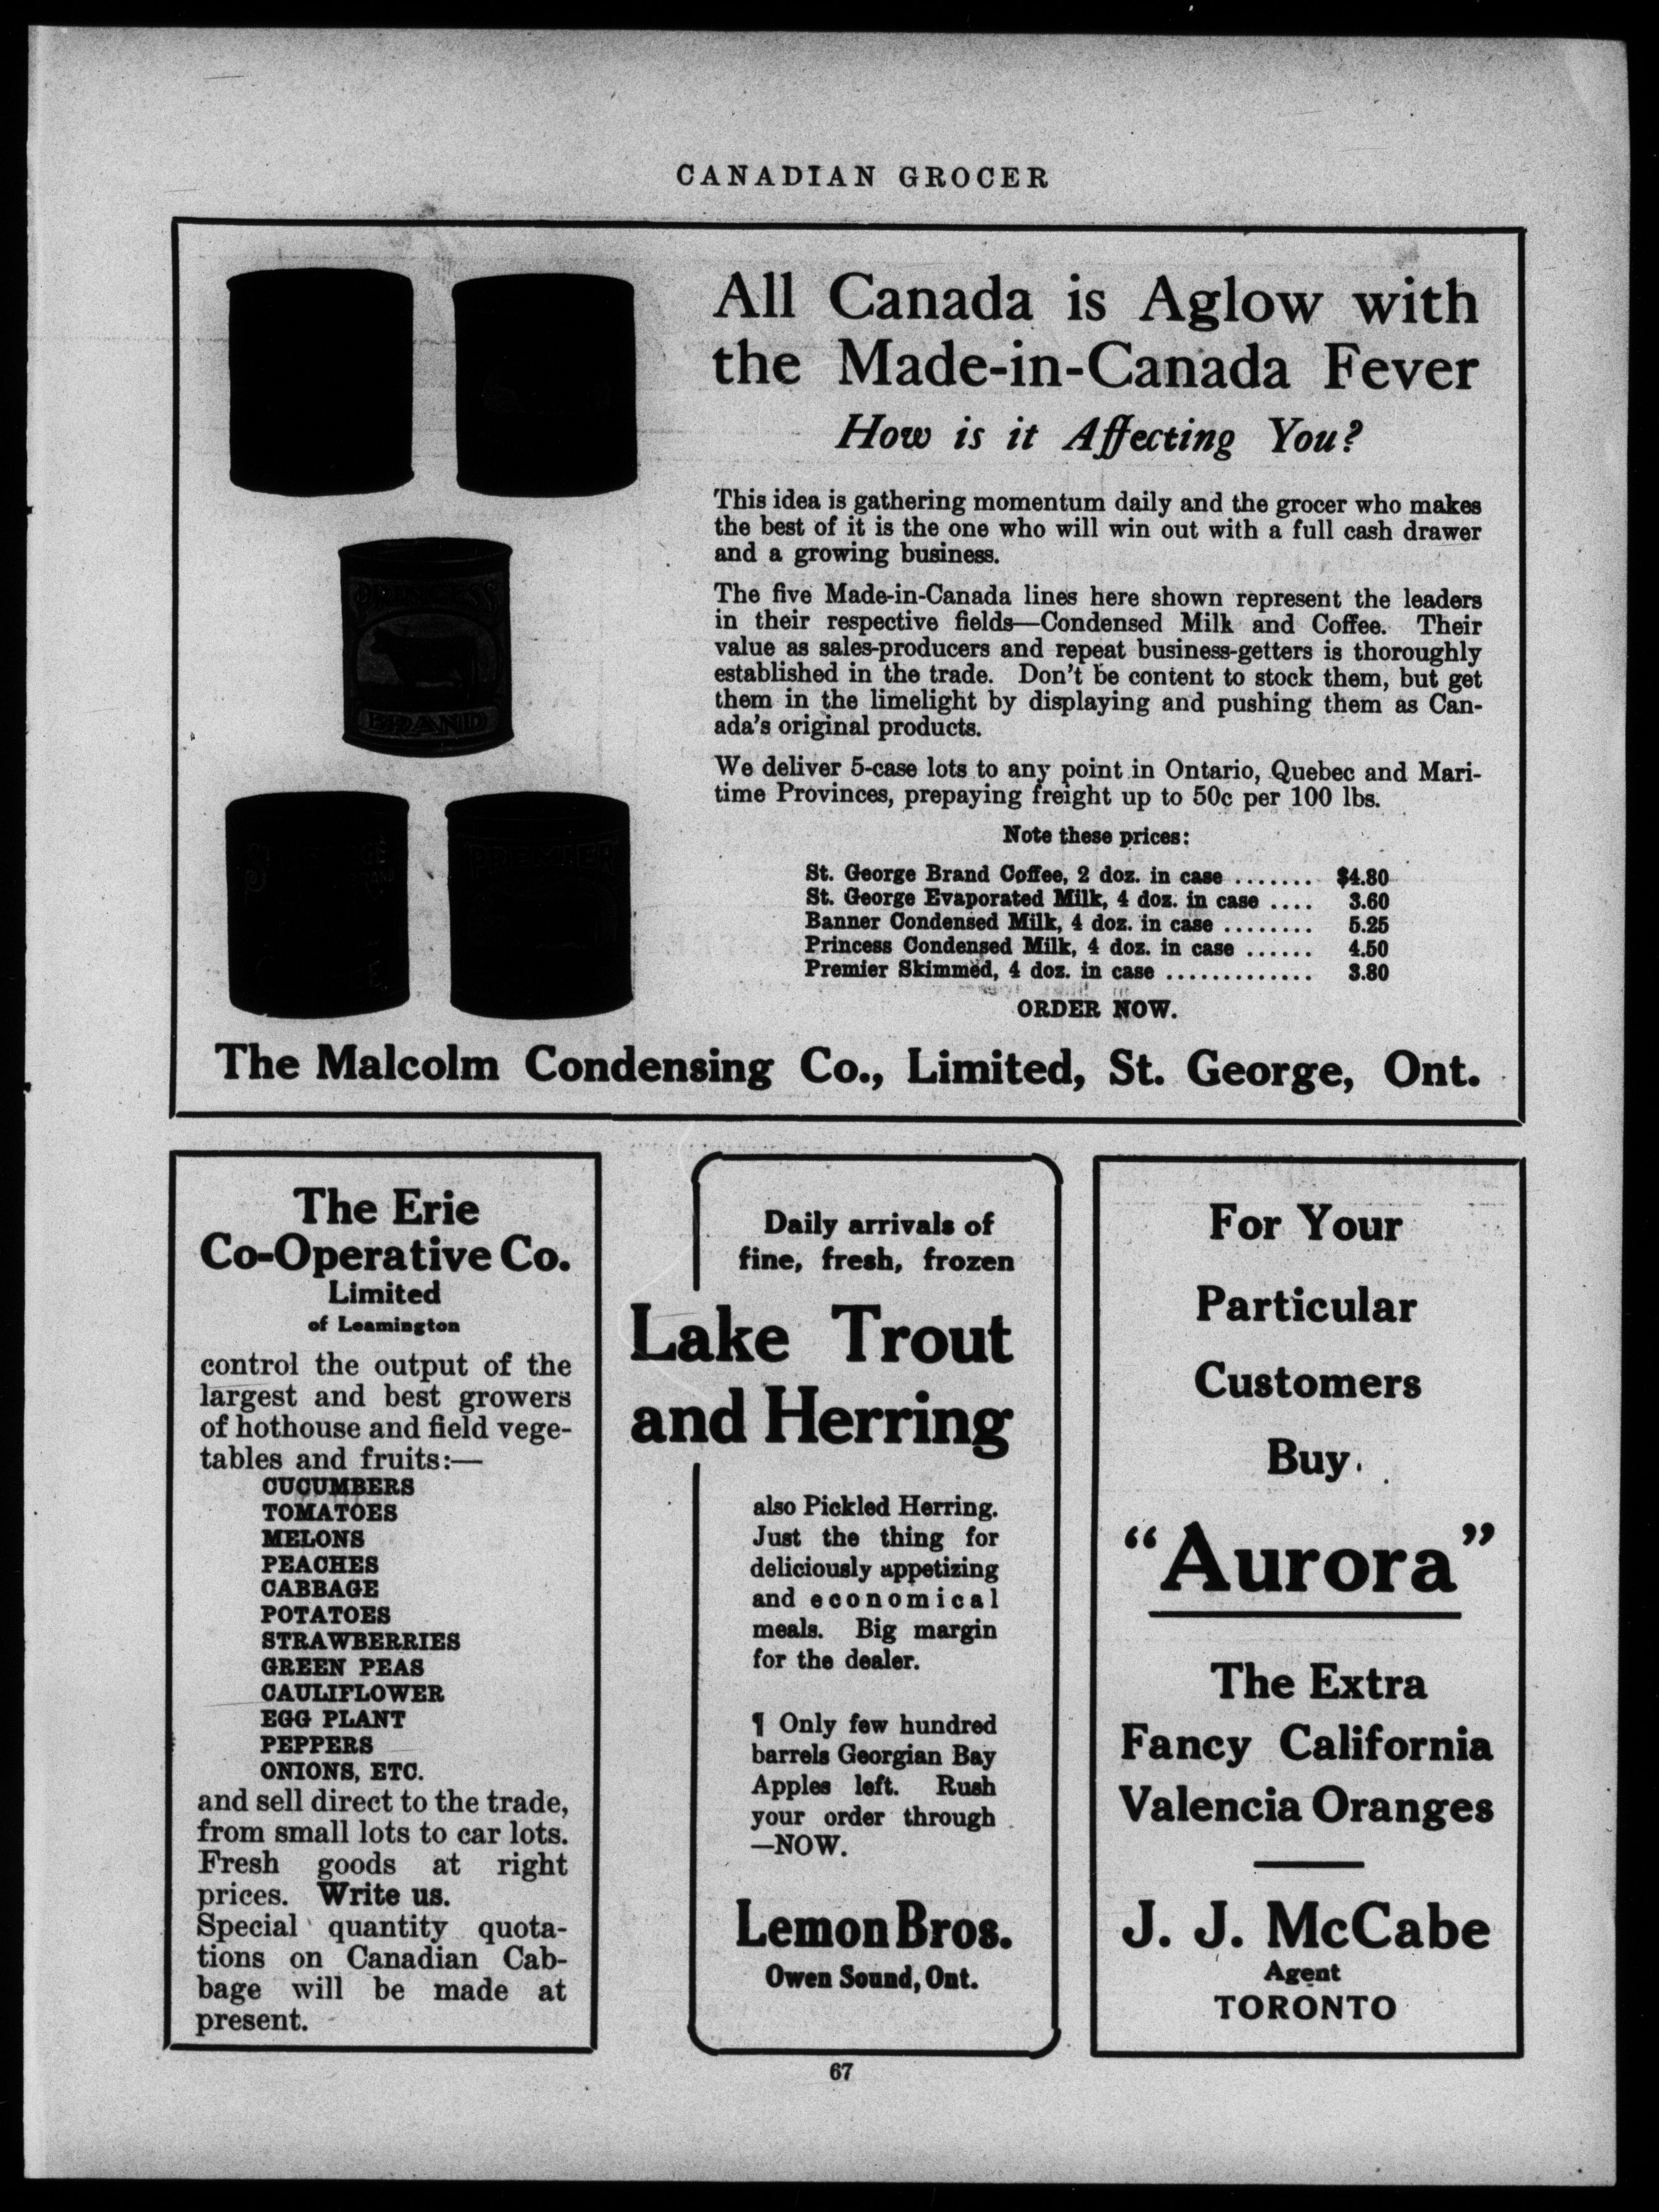 CANADIAN GROCER
All Canada is Aglow with
the Made-in-Canada Fever
How is it Affecting You?
This idea is gathering momentum daily and the grocer who makes
the best of it is the one who will win out with a full cash drawer
and a growing business.
The five Made-in-Canada lines here shown represent the leaders
in their respective fields—Condensed Milk and Coffee. Their
value as sales-producers and repeat business-getters is thoroughly
established in the trade. Don't be content to stock them, but get
them in the limelight by displaying and pushing them as Can-
ada's original products.
We deliver 5-case lots to any point in Ontario, Quebec and Mari-
time Provinces, prepaying freight up to 50c per 100 lbs.
Note these prices:
St. George Brand Coffee, 2 doz. in case ....... $4.80
St. George Evaporated Milk, 4 doz. in case .... 3.60
Banner Condensed Milk, 4 doz. in case ........ 5.25
Princess Condensed Milk, 4 doz. in case ...... 4.50
Premier Skimmed, 4 doz. in case ............. 3.80
ORDER NOW.
PRINCESS
BRAND
PREMIER
The Malcolm Condensing Co., Limited, St. George, Ont.
The Erie
Co-Operative Co.
Limited
of Leamington
control the output of the
largest and best growers
of hothouse and field vege-
tables and fruits:—
CUCUMBERS
TOMATOES
MELONS
PEACHES
CABBAGE
POTATOES
STRAWBERRIES
GREEN PEAS
CAULIFLOWER
EGG PLANT
PEPPERS
ONIONS, ETC.
and sell direct to the trade,
from small lots to car lots.
Fresh goods at right
prices. Write us.
Special quantity quota-
tions on Canadian Cab-
bage will be made at
present.
Daily arrivals of
fine, fresh, frozen
Lake Trout
and Herring
also Pickled Herring.
Just the thing for
deliciously appetizing
and economical
meals. Big margin
for the dealer.
¶ Only few hundred
barrels Georgian Bay
Apples left. Rush
your order through
—NOW.
Lemon Bros.
Owen Sound, Ont.
For Your
Particular
Customers
Buy
"Aurora"
The Extra
Fancy California
Valencia Oranges
J. J. McCabe
Agent
TORONTO
67